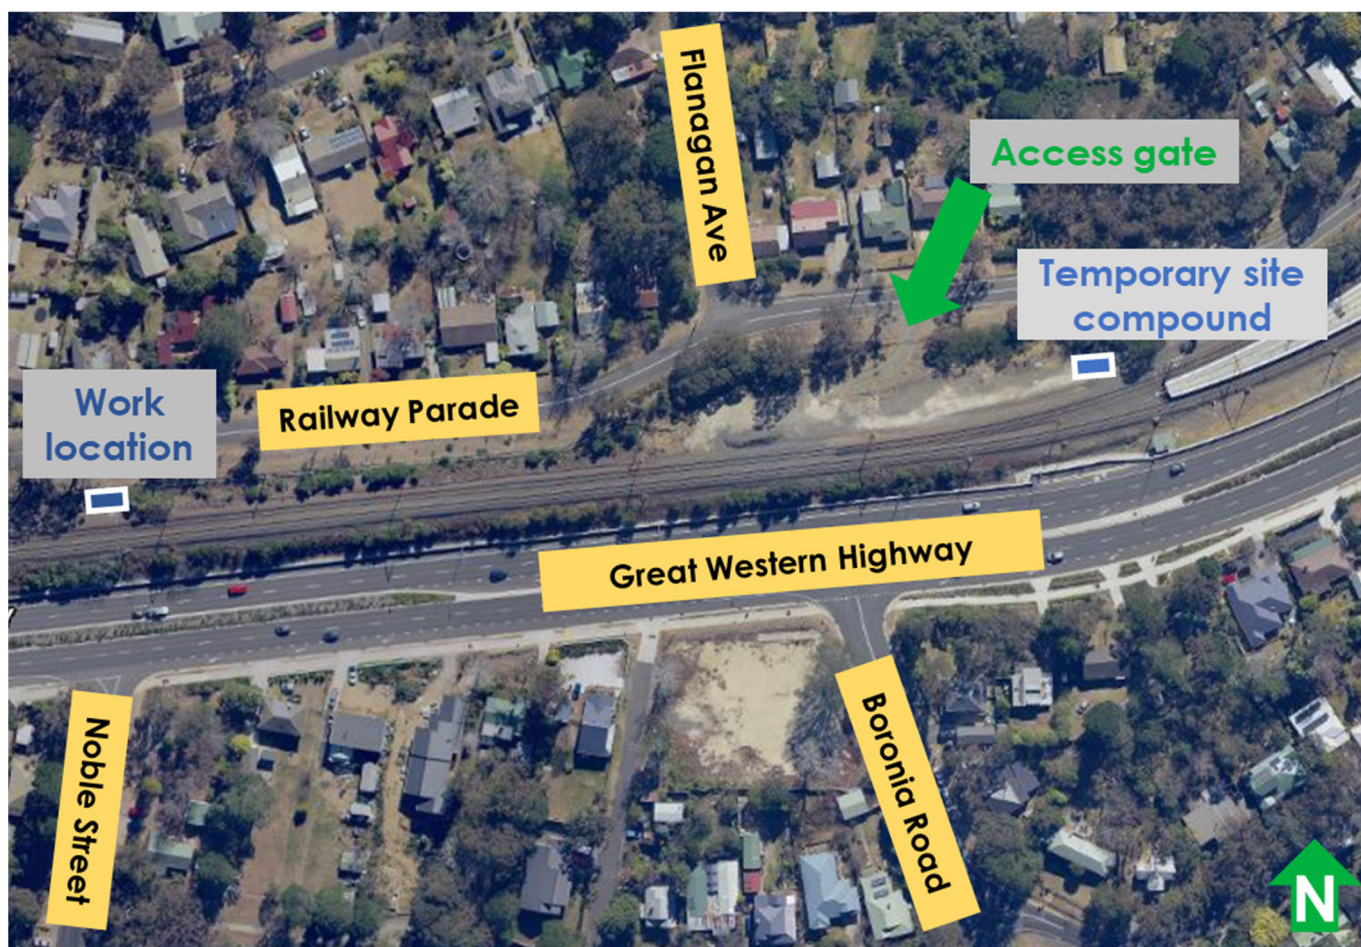 Flanagan Ave
Access gate
Temporary site
compound
Work
location
Railway Parade
Great Western Highway
Noble Street
Boronia Road
N